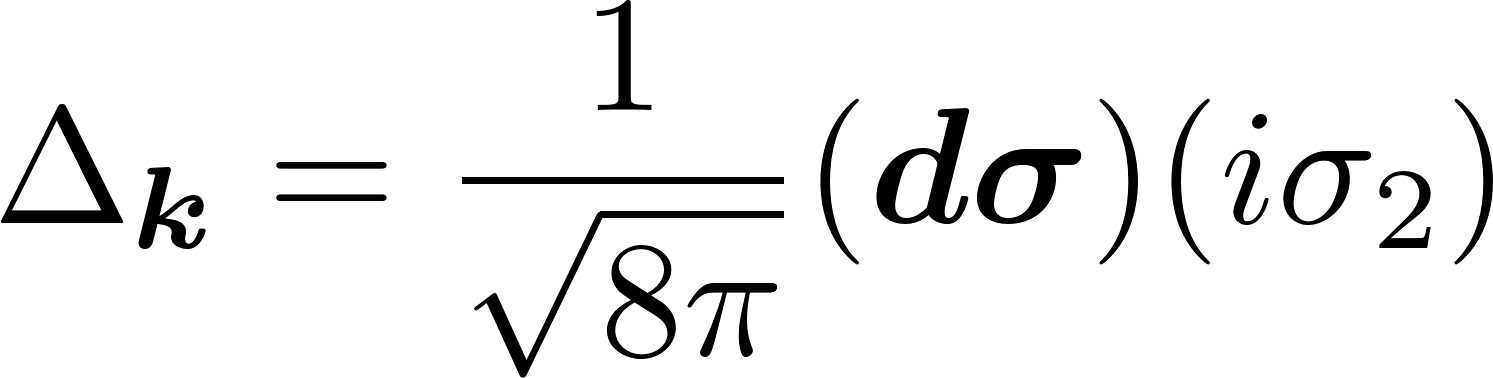 Δ_𝒌 = 1/√(8π) (𝒅𝝈)(iσ₂)